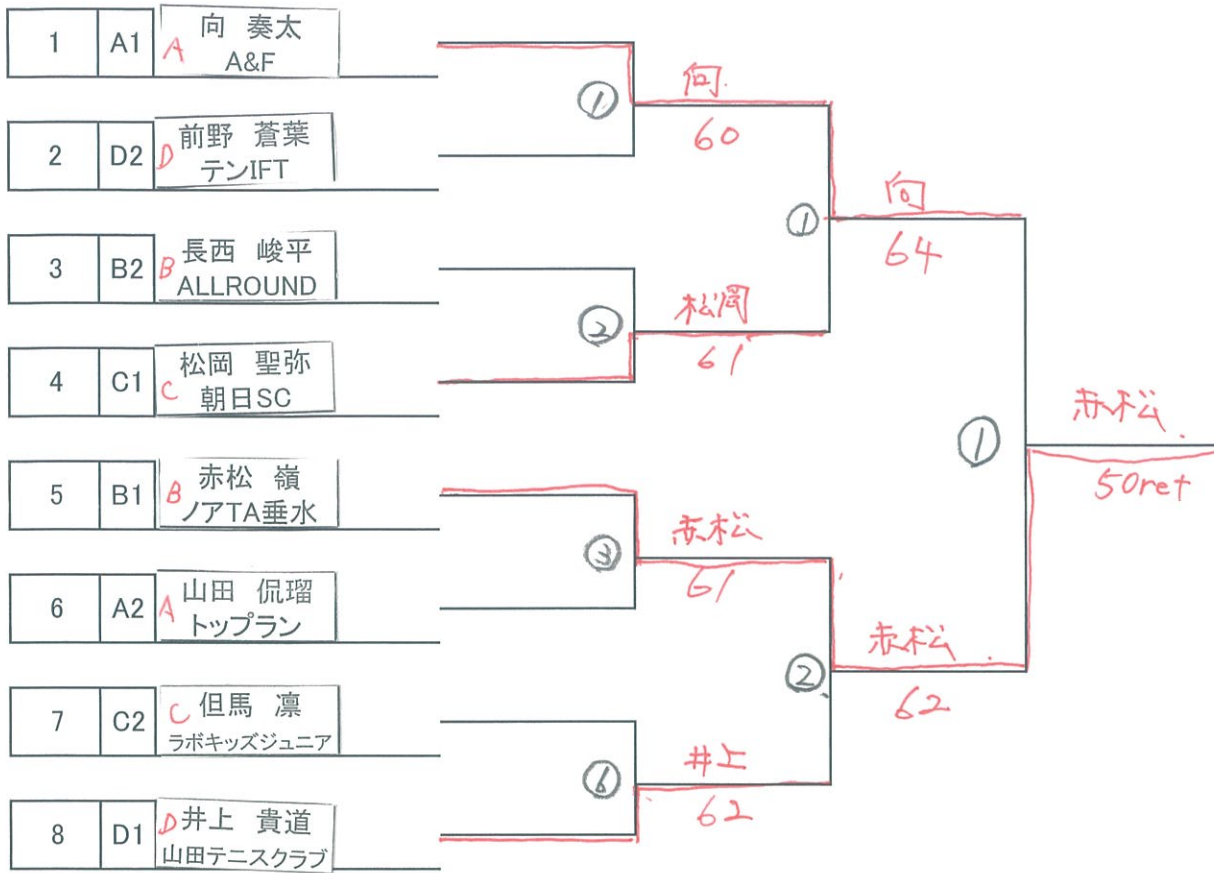 1 A1 A 向 奏太
A&F
① 向
60
2 D2 D 前野 蒼葉
テンIFT
① 向
64
3 B2 B 長西 峻平
ALLROUND
② 松岡
61
4 C1 C 松岡 聖弥
朝日SC
① 赤松
50ret
5 B1 B 赤松 嶺
ノアTA垂水
③ 赤松
61
6 A2 A 山田 侃瑠
トップラン
② 赤松
62
7 C2 C 但馬 凛
ラボキッズジュニア
⑥ 井上
62
8 D1 D 井上 貴道
山田テニスクラブ